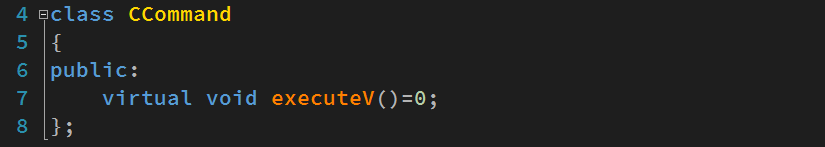 4 class CCommand
5 {
6 public:
7     virtual void executeV()=0;
8 };